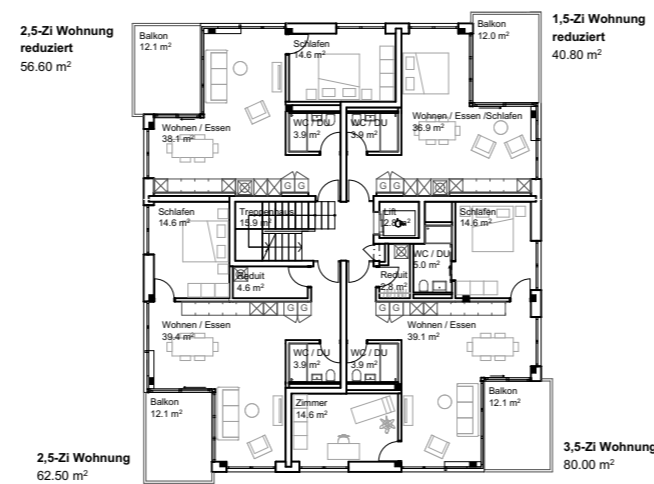 2,5-Zi Wohnung
reduziert
56.60 m²
Balkon
12.1 m²
Schlafen
14.6 m²
Balkon
12.0 m²
1,5-Zi Wohnung
reduziert
40.80 m²
Wohnen / Essen
38.1 m²
WC / DU
3.9 m²
WC / DU
3.9 m²
Wohnen / Essen /Schlafen
36.9 m²
G G
G G
Schlafen
14.6 m²
Treppenhaus
15.9 m²
Lift
2.8 m²
Schlafen
14.6 m²
WC / DU
5.0 m²
Reduit
4.6 m²
Reduit
2.8 m²
G G
G G
Wohnen / Essen
39.4 m²
Wohnen / Essen
39.1 m²
WC / DU
3.9 m²
WC / DU
3.9 m²
Balkon
12.1 m²
Zimmer
14.6 m²
Balkon
12.1 m²
2,5-Zi Wohnung
62.50 m²
3,5-Zi Wohnung
80.00 m²